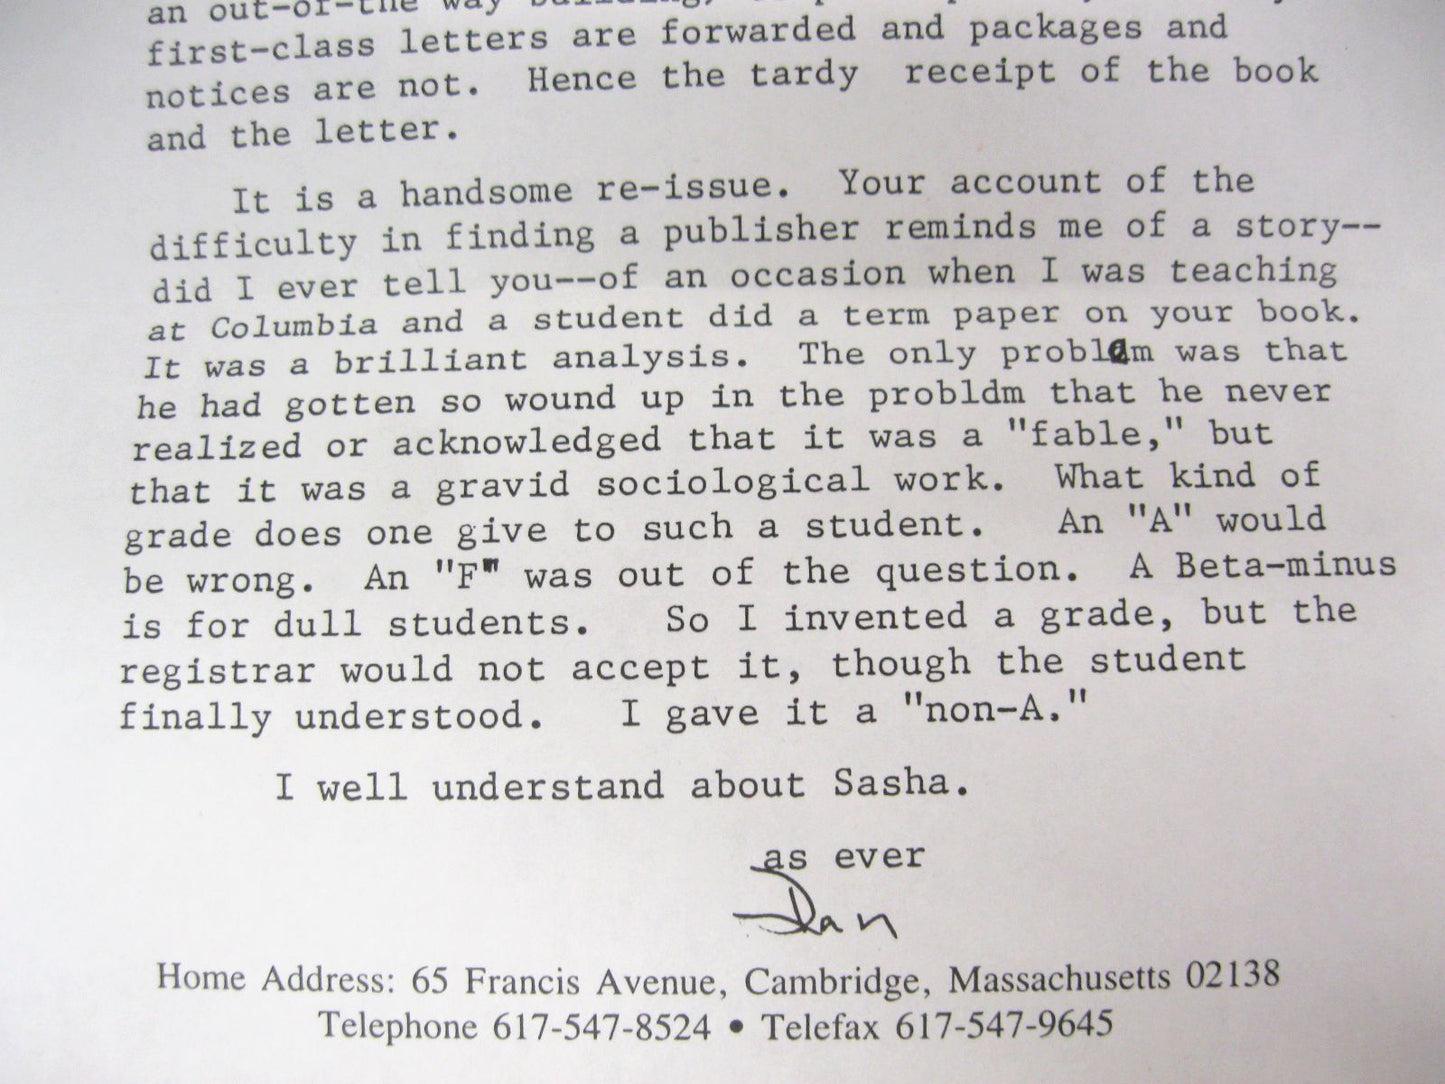 an out-of-the way building,
first-class letters are forwarded and packages and
notices are not. Hence the tardy receipt of the book
and the letter.
It is a handsome re-issue. Your account of the
difficulty in finding a publisher reminds me of a story--
did I ever tell you--of an occasion when I was teaching
at Columbia and a student did a term paper on your book.
It was a brilliant analysis. The only problem was that
he had gotten so wound up in the probldm that he never
realized or acknowledged that it was a "fable," but
that it was a gravid sociological work. What kind of
grade does one give to such a student. An "A" would
be wrong. An "F" was out of the question. A Beta-minus
is for dull students. So I invented a grade, but the
registrar would not accept it, though the student
finally understood. I gave it a "non-A."
I well understand about Sasha.
as ever
Dan
Home Address: 65 Francis Avenue, Cambridge, Massachusetts 02138
Telephone 617-547-8524 • Telefax 617-547-9645